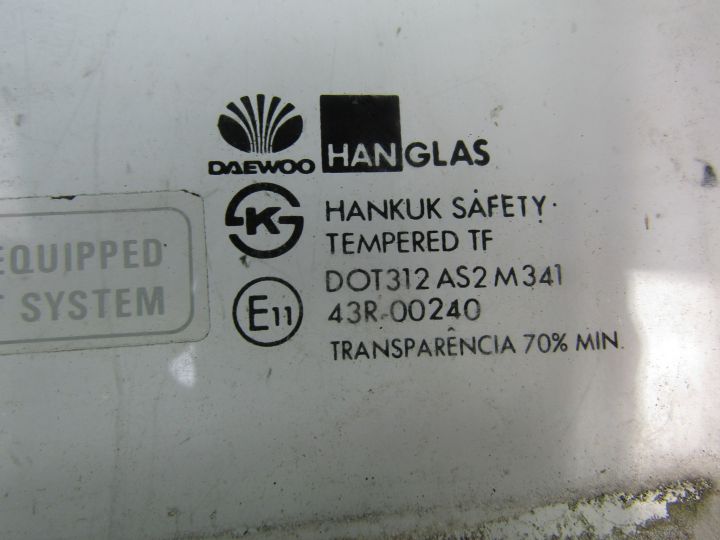 DAEWOO HANGLAS
K HANKUK SAFETY
TEMPERED TF
DOT312 AS2 M341
E11 43R-00240
TRANSPARÊNCIA 70% MIN.
EQUIPPED
SYSTEM